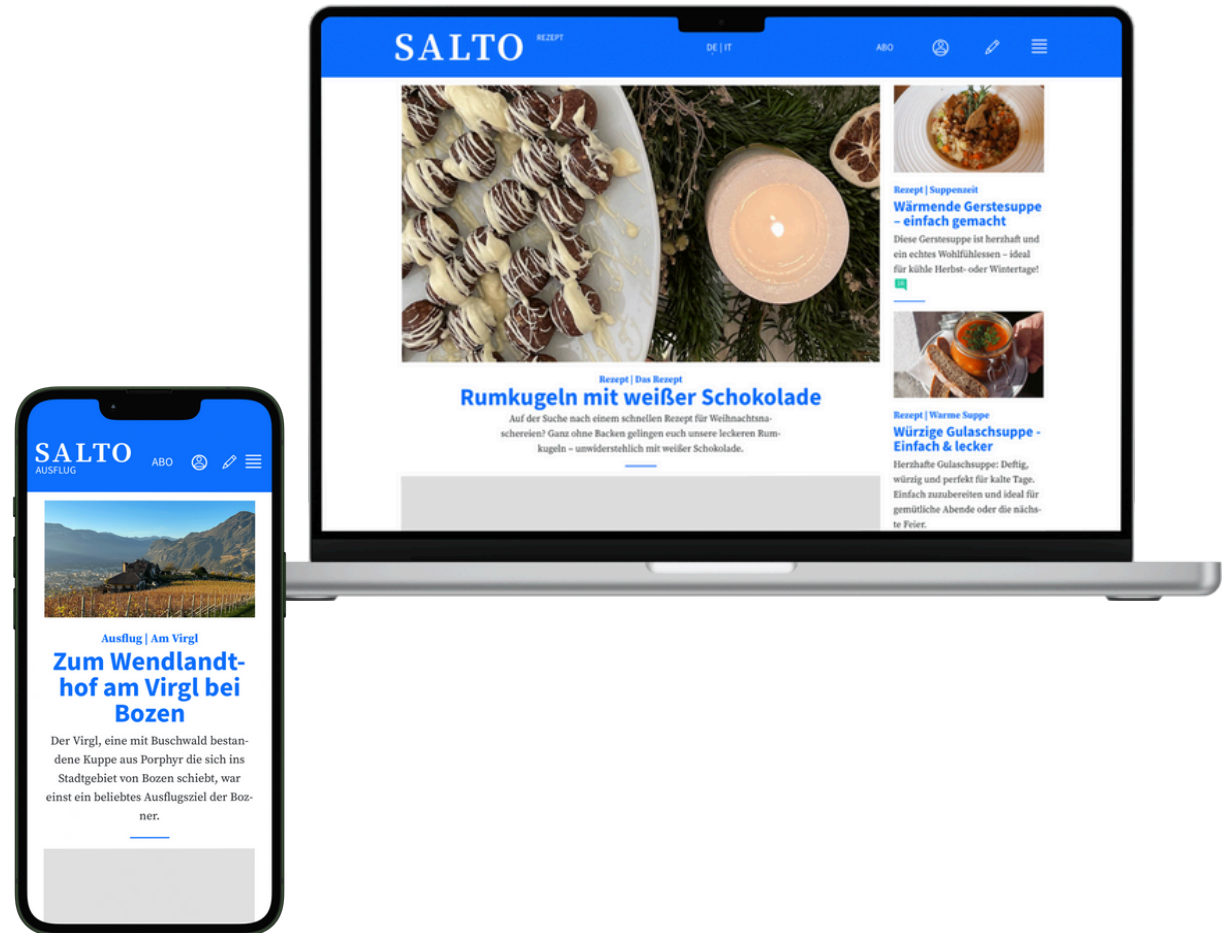 SALTO
REZEPT
DE | IT
ABO
Rezept | Das Rezept
Rumkugeln mit weißer Schokolade
Auf der Suche nach einem schnellen Rezept für Weihnachtsna-
schereien? Ganz ohne Backen gelingen euch unsere leckeren Rum-
kugeln – unwiderstehlich mit weißer Schokolade.
Rezept | Suppenzeit
Wärmende Gerstesuppe
– einfach gemacht
Diese Gerstesuppe ist herzhaft und
ein echtes Wohlfühlessen – ideal
für kühle Herbst- oder Wintertage!
Rezept | Warme Suppe
Würzige Gulaschsuppe -
Einfach & lecker
Herzhafte Gulaschsuppe: Deftig,
würzig und perfekt für kalte Tage.
Einfach zuzubereiten und ideal für
gemütliche Abende oder die nächs-
te Feier.
SALTO
AUSFLUG
ABO
Ausflug | Am Virgl
Zum Wendlandt-
hof am Virgl bei
Bozen
Der Virgl, eine mit Buschwald bestan-
dene Kuppe aus Porphyr die sich ins
Stadtgebiet von Bozen schiebt, war
einst ein beliebtes Ausflugsziel der Boz-
ner.